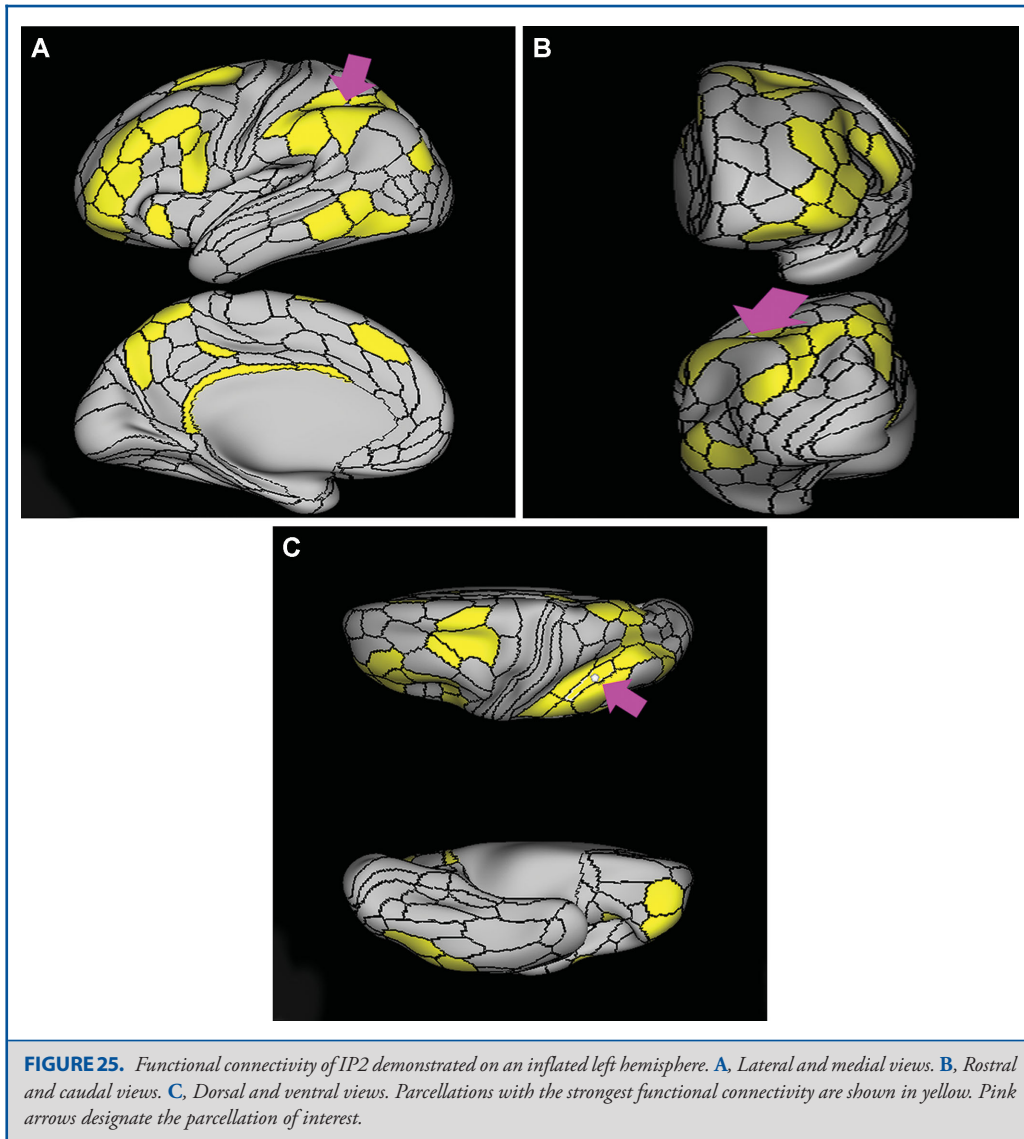 A
B
C
FIGURE 25. Functional connectivity of IP2 demonstrated on an inflated left hemisphere. A, Lateral and medial views. B, Rostral
and caudal views. C, Dorsal and ventral views. Parcellations with the strongest functional connectivity are shown in yellow. Pink
arrows designate the parcellation of interest.